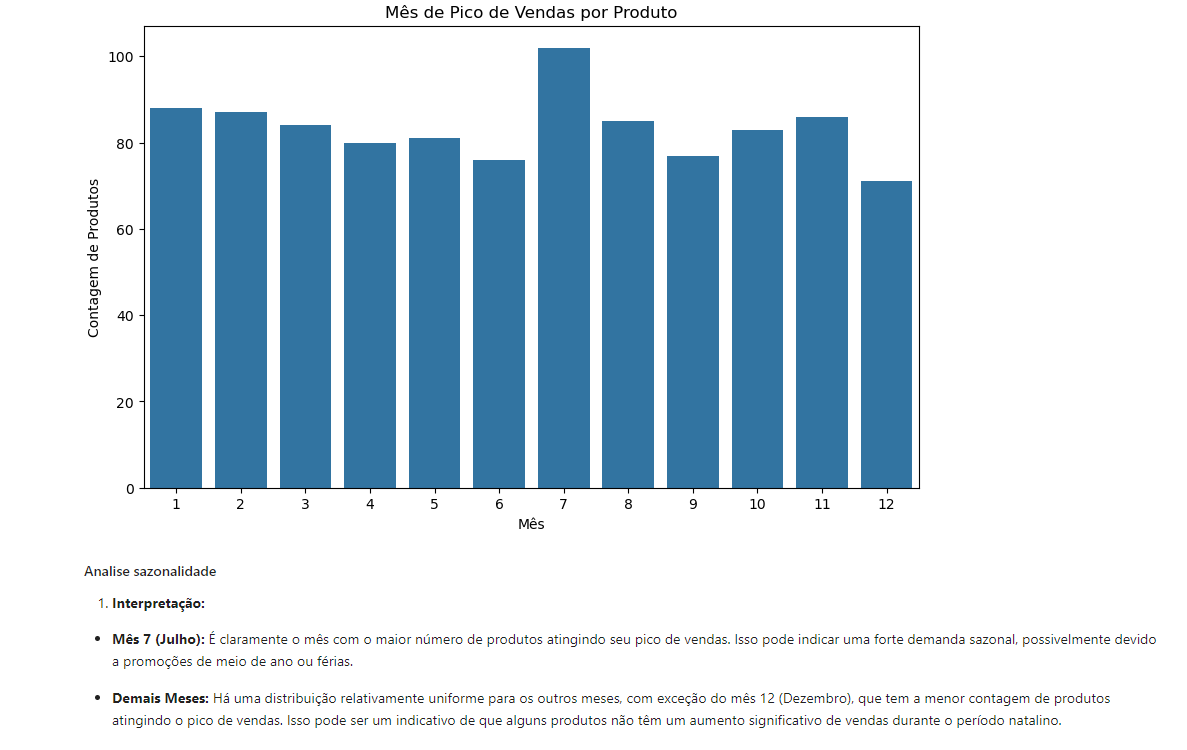 Mês de Pico de Vendas por Produto
100
80
60
40
20
0
Contagem de Produtos
1 2 3 4 5 6 7 8 9 10 11 12
Mês
Analise sazonalidade
1. Interpretação:
• Mês 7 (Julho): É claramente o mês com o maior número de produtos atingindo seu pico de vendas. Isso pode indicar uma forte demanda sazonal, possivelmente devido
a promoções de meio de ano ou férias.
• Demais Meses: Há uma distribuição relativamente uniforme para os outros meses, com exceção do mês 12 (Dezembro), que tem a menor contagem de produtos
atingindo o pico de vendas. Isso pode ser um indicativo de que alguns produtos não têm um aumento significativo de vendas durante o período natalino.